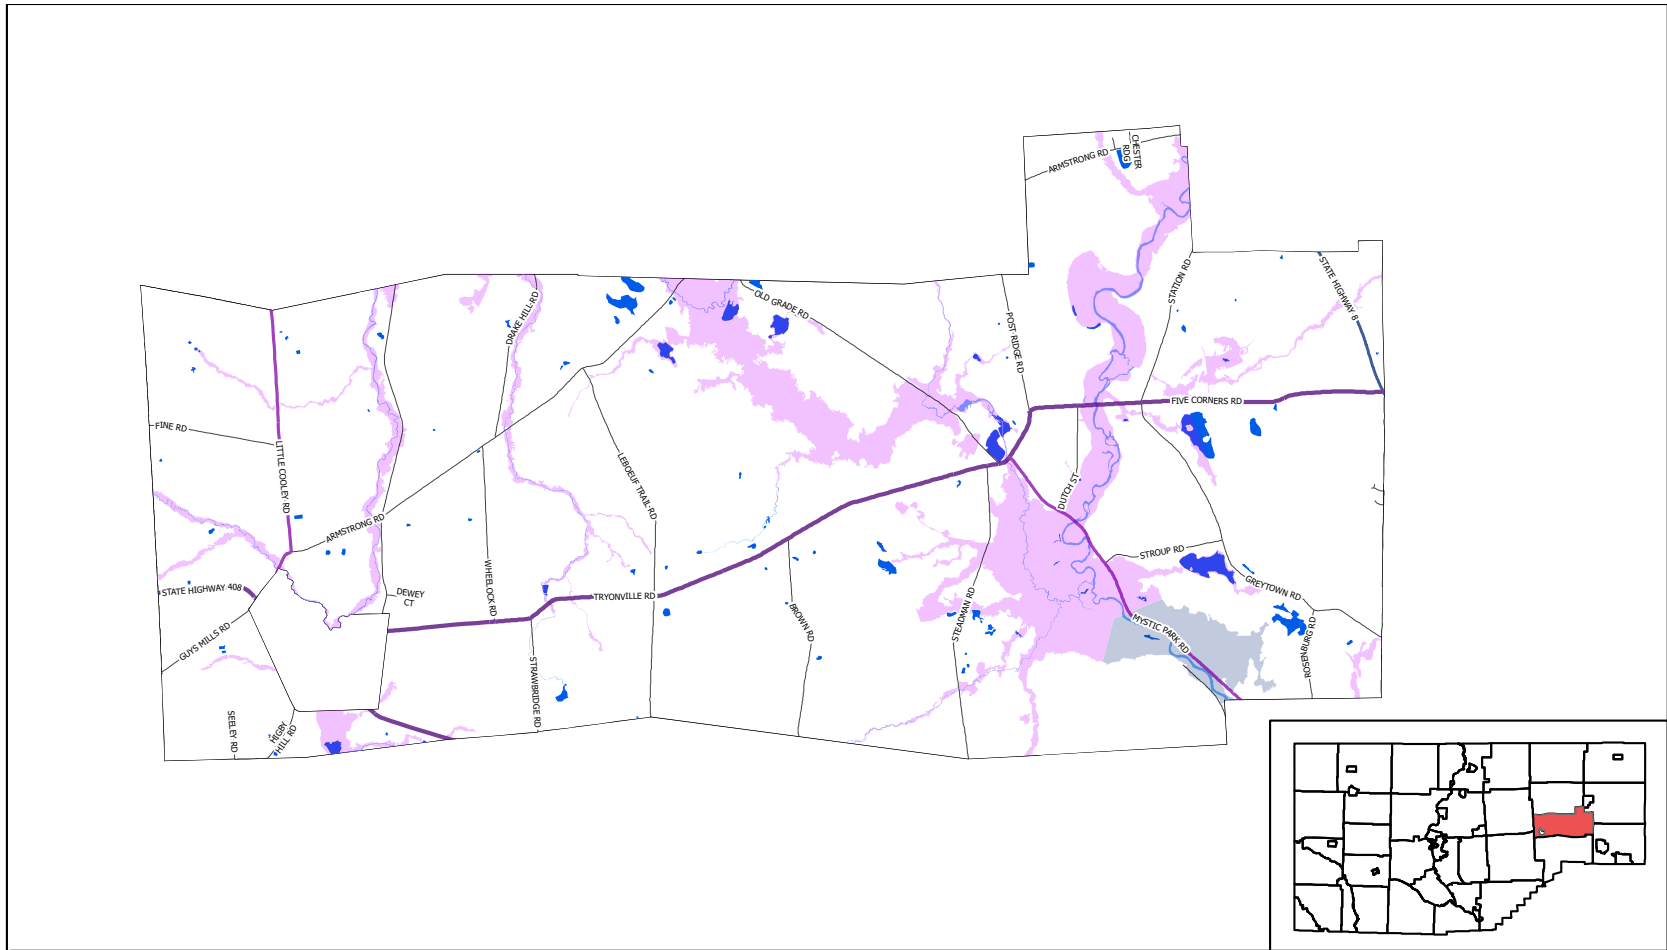 CHESTER
RDG
ARMSTRONG RD
STATION RD
STATE HIGHWAY 8
OLD GRADE RD
DRAKE HILL RD
POST RIDGE RD
FIVE CORNERS RD
FINE RD
LITTLE COOLEY RD
LEBOEUF TRAIL RD
DUTCH ST
ARMSTRONG RD
STROUP RD
WHEELOCK RD
STATE HIGHWAY 408
DEWEY
CT
TRYONVILLE RD
GREYTOWN RD
BROWN RD
STEADMAN RD
MYSTIC PARK RD
GUYS MILLS RD
ROSENBURG RD
STRAWBRIDGE RD
SEELEY RD
HIGBY
HILL RD